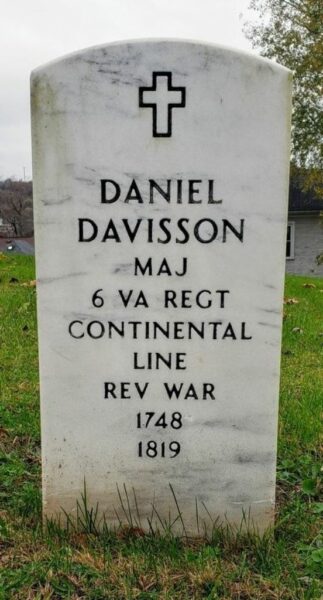 DANIEL
DAVISSON
MAJ
6 VA REGT
CONTINENTAL
LINE
REV WAR
1748
1819